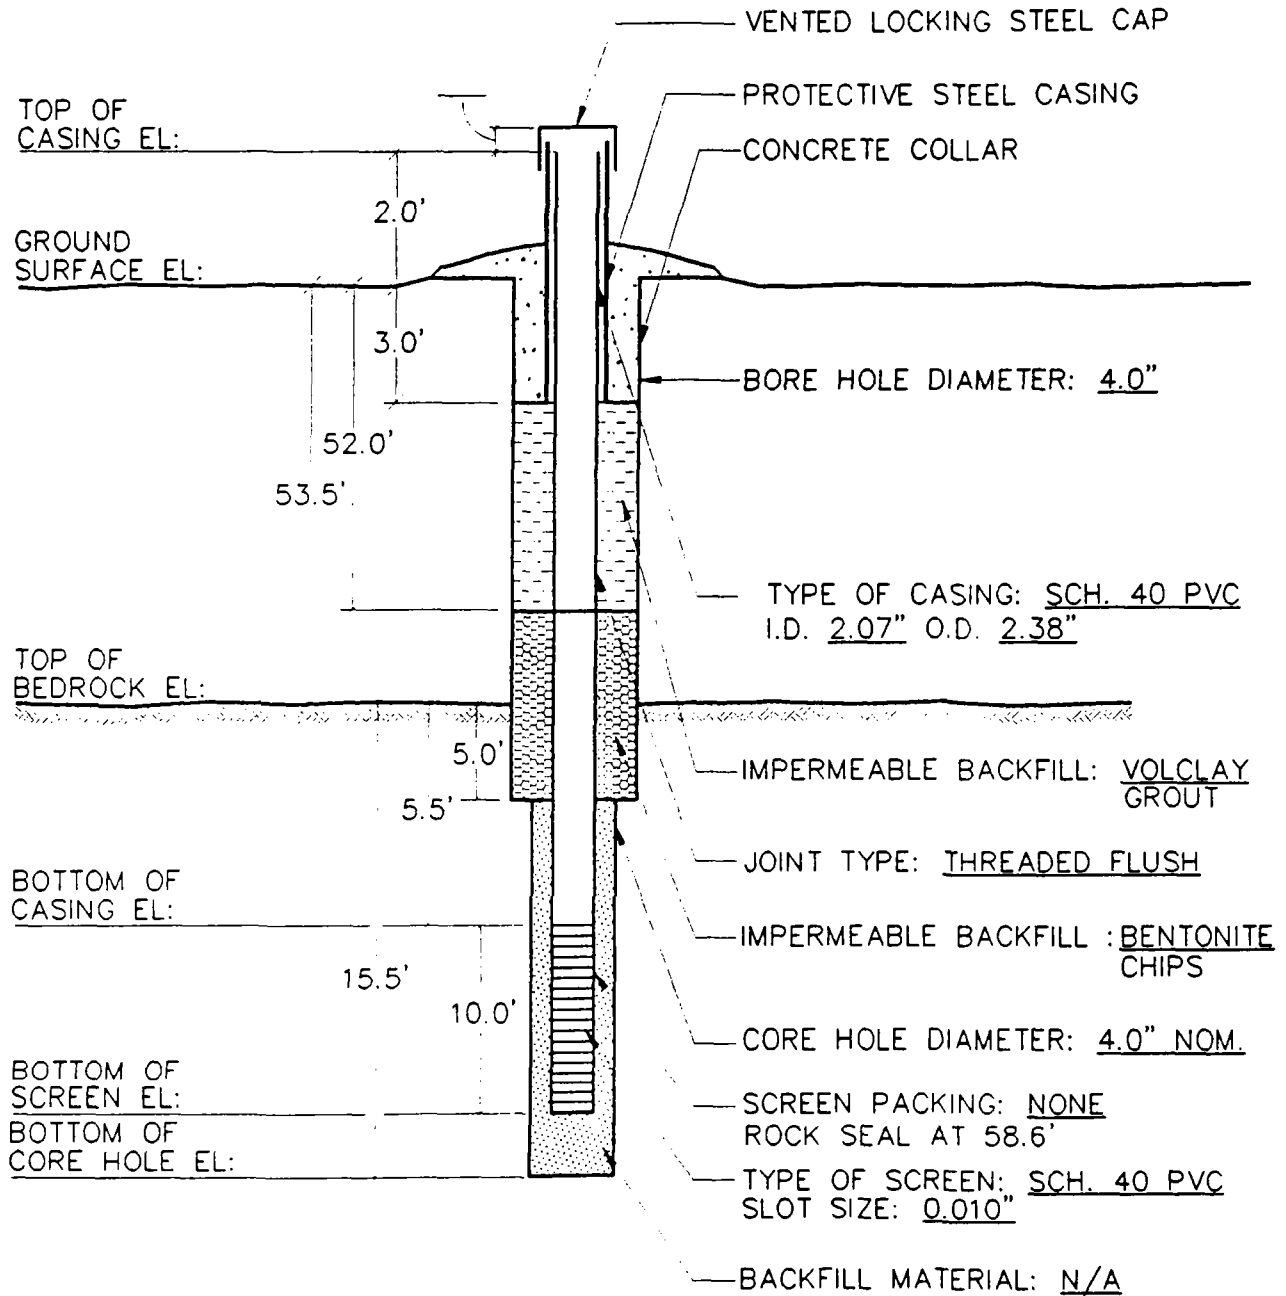 VENTED LOCKING STEEL CAP
PROTECTIVE STEEL CASING
CONCRETE COLLAR
TOP OF
CASING EL:
2.0'
GROUND
SURFACE EL:
3.0'
BORE HOLE DIAMETER: 4.0"
52.0'
53.5'
TYPE OF CASING: SCH. 40 PVC
I.D. 2.07" O.D. 2.38"
TOP OF
BEDROCK EL:
5.0'
5.5'
IMPERMEABLE BACKFILL: VOLCLAY
GROUT
JOINT TYPE: THREADED FLUSH
BOTTOM OF
CASING EL:
IMPERMEABLE BACKFILL : BENTONITE
CHIPS
15.5'
10.0'
CORE HOLE DIAMETER: 4.0" NOM.
BOTTOM OF
SCREEN EL:
SCREEN PACKING: NONE
ROCK SEAL AT 58.6'
BOTTOM OF
CORE HOLE EL:
TYPE OF SCREEN: SCH. 40 PVC
SLOT SIZE: 0.010"
BACKFILL MATERIAL: N/A